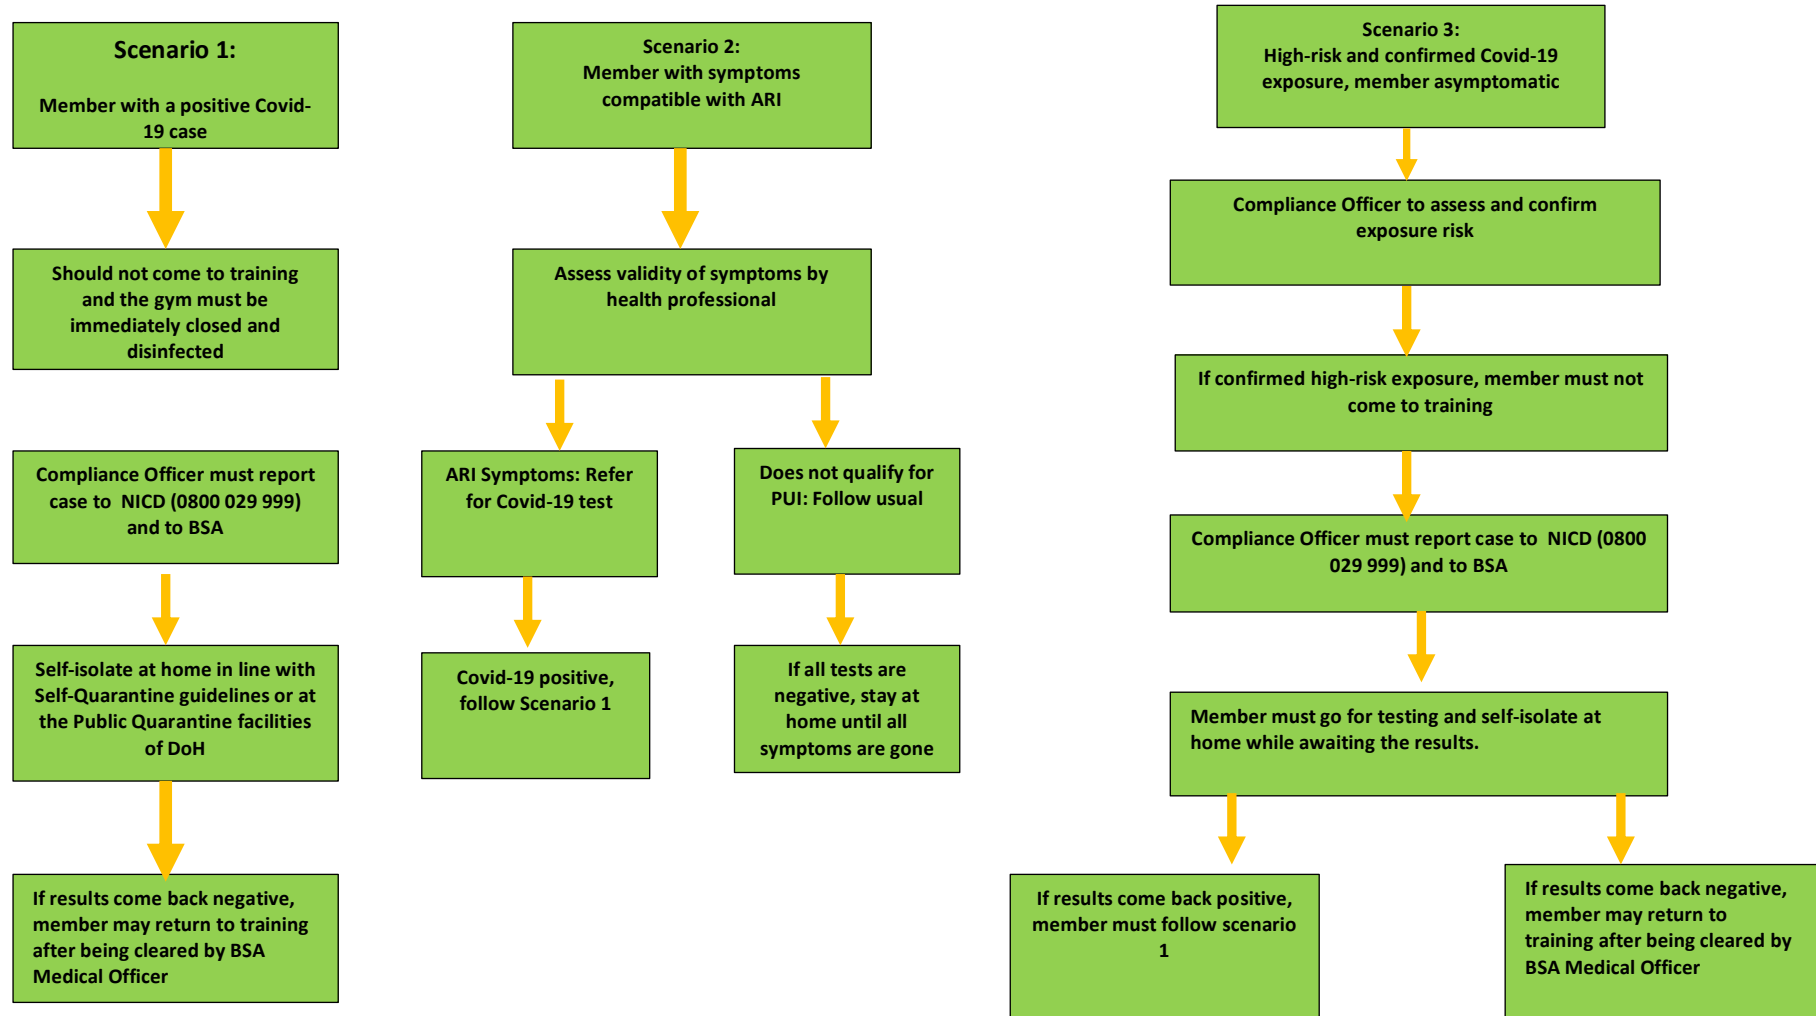 Scenario 1:
Member with a positive Covid-
19 case
Should not come to training
and the gym must be
immediately closed and
disinfected
Compliance Officer must report
case to  NICD (0800 029 999)
and to BSA
Self-isolate at home in line with
Self-Quarantine guidelines or at
the Public Quarantine facilities
of DoH
If results come back negative,
member may return to training
after being cleared by BSA
Medical Officer
Scenario 2:
Member with symptoms
compatible with ARI
Assess validity of symptoms by
health professional
ARI Symptoms: Refer
for Covid-19 test
Covid-19 positive,
follow Scenario 1
Does not qualify for
PUI: Follow usual
If all tests are
negative, stay at
home until all
symptoms are gone
Scenario 3:
High-risk and confirmed Covid-19
exposure, member asymptomatic
Compliance Officer to assess and confirm
exposure risk
If confirmed high-risk exposure, member must not
come to training
Compliance Officer must report case to  NICD (0800
029 999) and to BSA
Member must go for testing and self-isolate at
home while awaiting the results.
If results come back positive,
member must follow scenario
1
If results come back negative,
member may return to
training after being cleared by
BSA Medical Officer